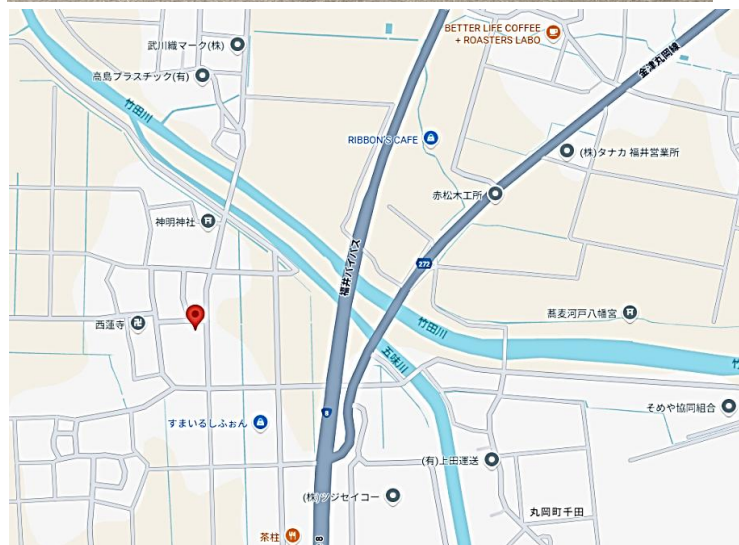 BETTER LIFE COFFEE
+ ROASTERS LABO
武川織マーク(株)
金津丸岡線
高島プラスチック(有)
竹田川
RIBBON'S CAFE
(株)タナカ 福井営業所
赤松木工所
神明神社
福井バイパス
272
蕎麦河戸八幡宮
西蓮寺
竹田川
竹
五味川
そめや協同組合
8
すまいるしふぉん
(有)上田運送
(株)ツジセイコー
丸岡町千田
茶柱
8